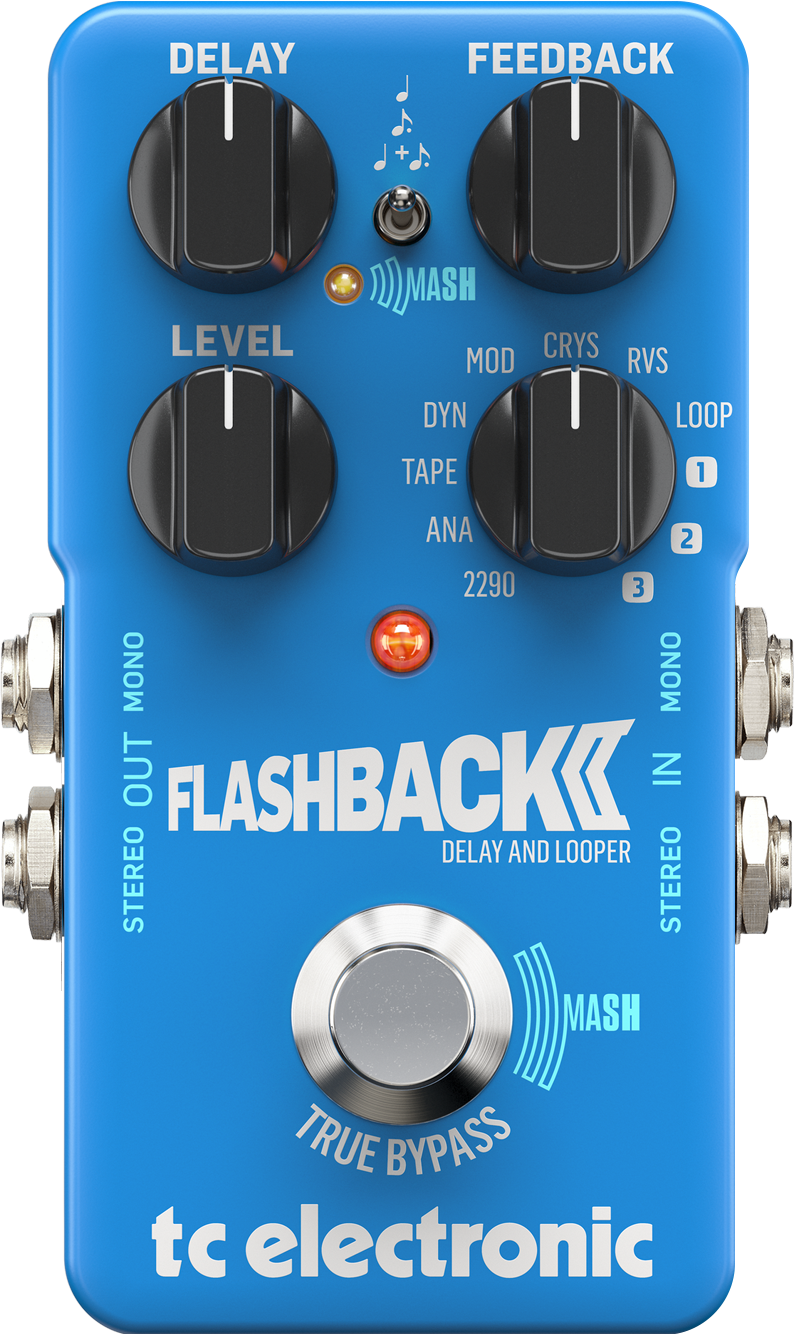 DELAY
FEEDBACK
MASH
LEVEL
MOD
CRYS
RVS
DYN
LOOP
TAPE
1
ANA
2
2290
3
MONO
OUT
STEREO
MONO
IN
STEREO
FLASHBACK
DELAY AND LOOPER
MASH
TRUE BYPASS
tc electronic